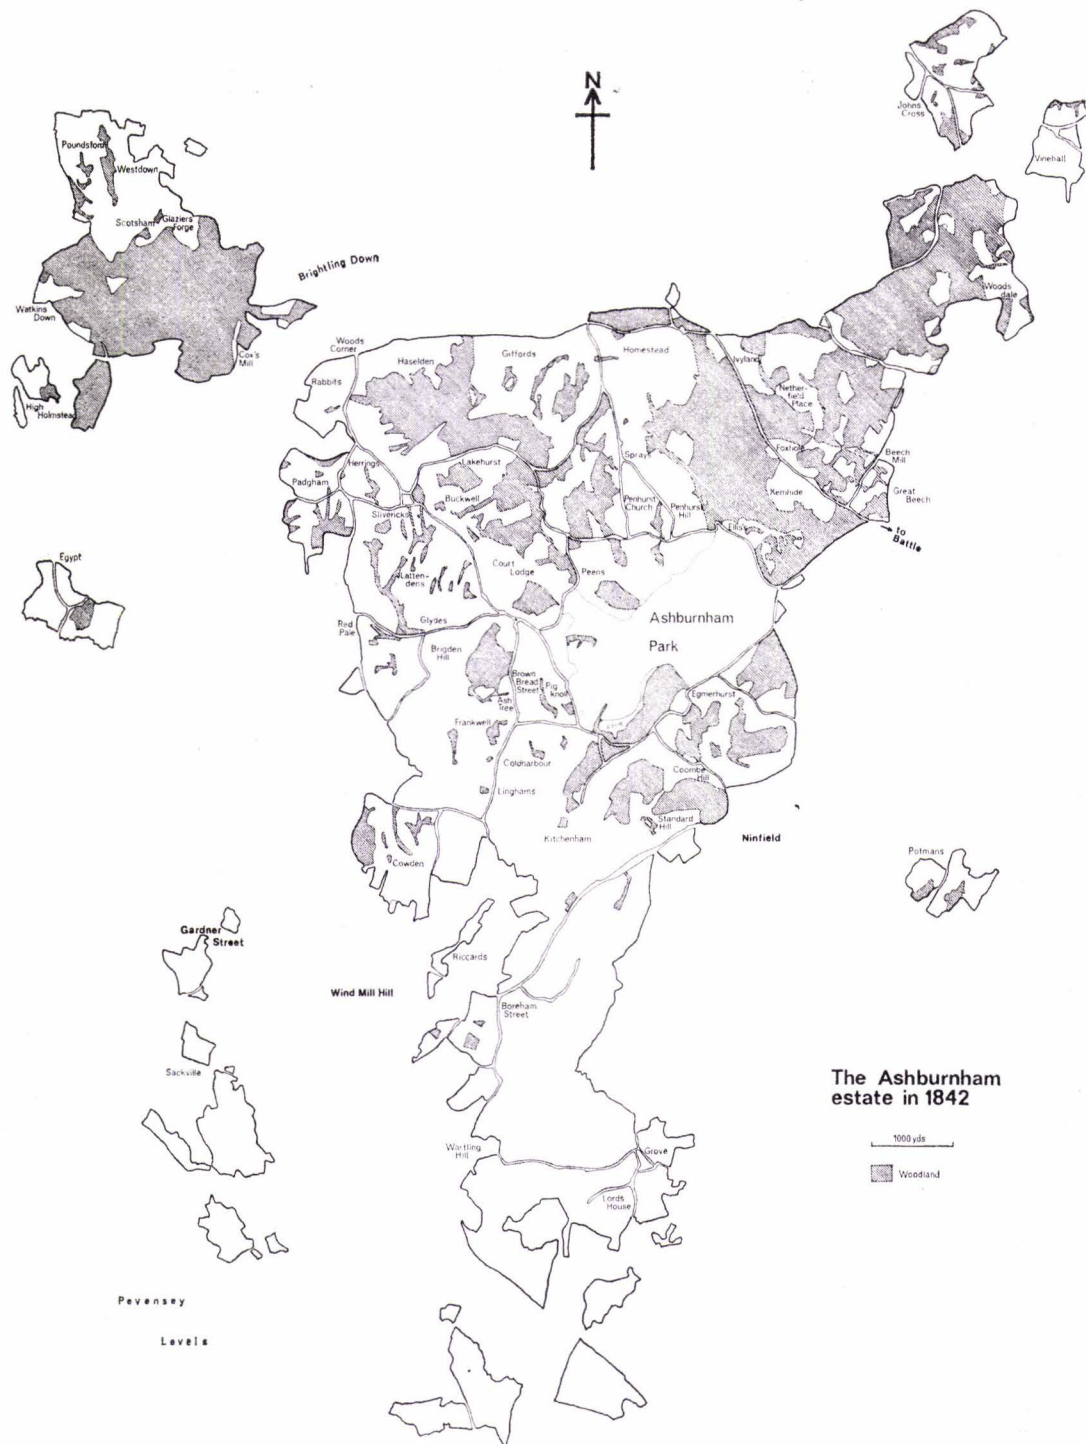 N
Johns
Cross
Vinehall
Poundsford
Westdown
Scotsham
Glaziers
Forge
Brightling Down
Woods
dale
Watkins
Down
Cox's
Mill
High
Holmstead
Woods
Corner
Haselden
Giffords
Homestead
Ivyland
Rabbits
Nether-
field
Place
Herrings
Lakehurst
Sprays
Foxhole
Beech
Mill
Padgham
Buckwell
Penhurst
Church
Penhurst
Hill
Kemhide
Great
Beech
Slivericks
to
Battle
Egypt
Latten-
dens
Court
Lodge
Peens
Ashburnham
Park
Red
Pale
Glydes
Brigden
Hill
Brown
Bread
Street
Pig
knoll
Ash
Tree
Egmerhurst
Frankwell
Coldharbour
Coombe
Hill
Linghams
Standard
Hill
Kitchenham
Ninfield
Cowden
Potmans
Gardner
Street
Riccards
Wind Mill Hill
Boreham
Street
Sackville
The Ashburnham
estate in 1842
1000 yds
Woodland
Wartling
Hill
Grove
Lords
House
Pevensey
Levels